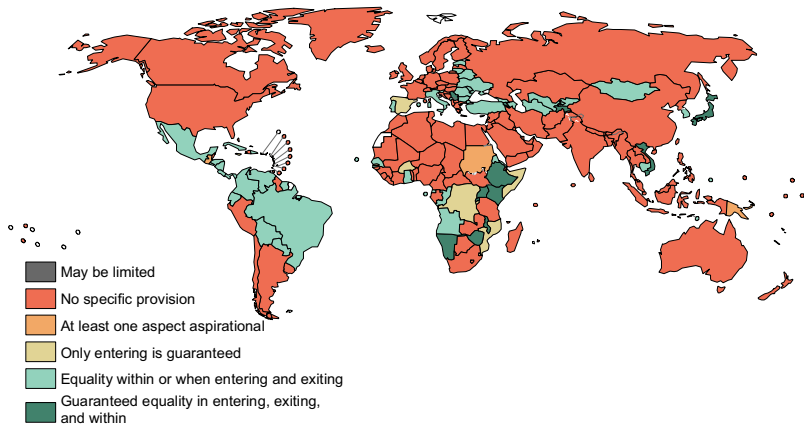 May be limited
No specific provision
At least one aspect aspirational
Only entering is guaranteed
Equality within or when entering and exiting
Guaranteed equality in entering, exiting,
and within